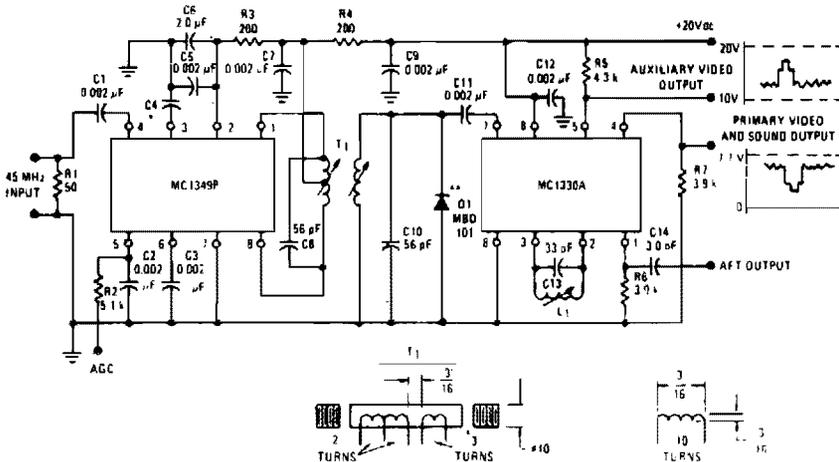 C6
2.0 µF
R3
200
R4
200
+20Vdc
C5
0.002 µF
C7
0.002 µF
C9
0.002 µF
C12
0.002 µF
R5
4.3 k
AUXILIARY VIDEO
OUTPUT
20V
10V
C1
0.002 µF
C4
C11
0.002 µF
PRIMARY VIDEO
AND SOUND OUTPUT
4
3
2
1
T1
7
6
5
4
45 MHz
INPUT
R1
50
MC1349P
MC1330A
R7
3.9 k
0
56 pF
C8
C10
56 pF
**
D1
MBD
101
5
6
7
8
8
3
2
1
C2
0.002
µF
C3
0.002
µF
33 pF
C13
L1
C14
3.0 pF
AFT OUTPUT
R2
5.1 k
R6
3.9 k
AGC
T1
3
16
#10
2
TURNS
3
TURNS
3
16
10
TURNS
3
16